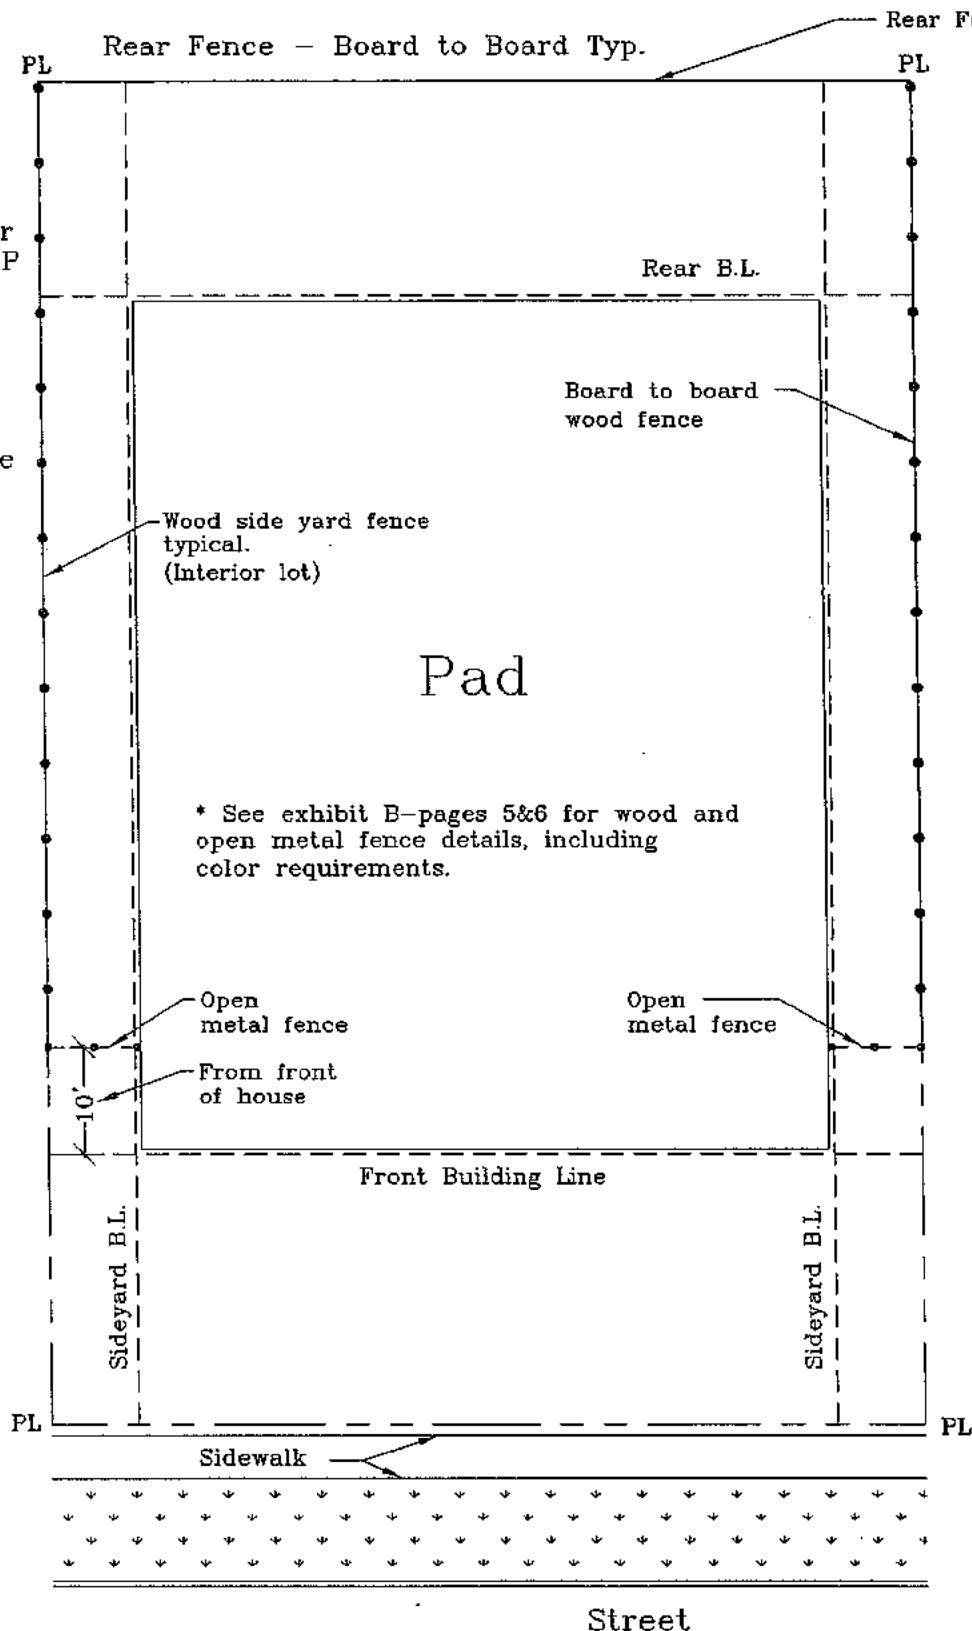 Rear F
Rear Fence – Board to Board Typ.
PL
PL
r
P
Rear B.L.
Board to board
wood fence
e
Wood side yard fence
typical.
(Interior lot)
Pad
* See exhibit B–pages 5&6 for wood and
open metal fence details, including
color requirements.
Open
metal fence
Open
metal fence
From front
of house
10'
Front Building Line
Sideyard B.L.
Sideyard B.L.
PL
PL
Sidewalk
Street